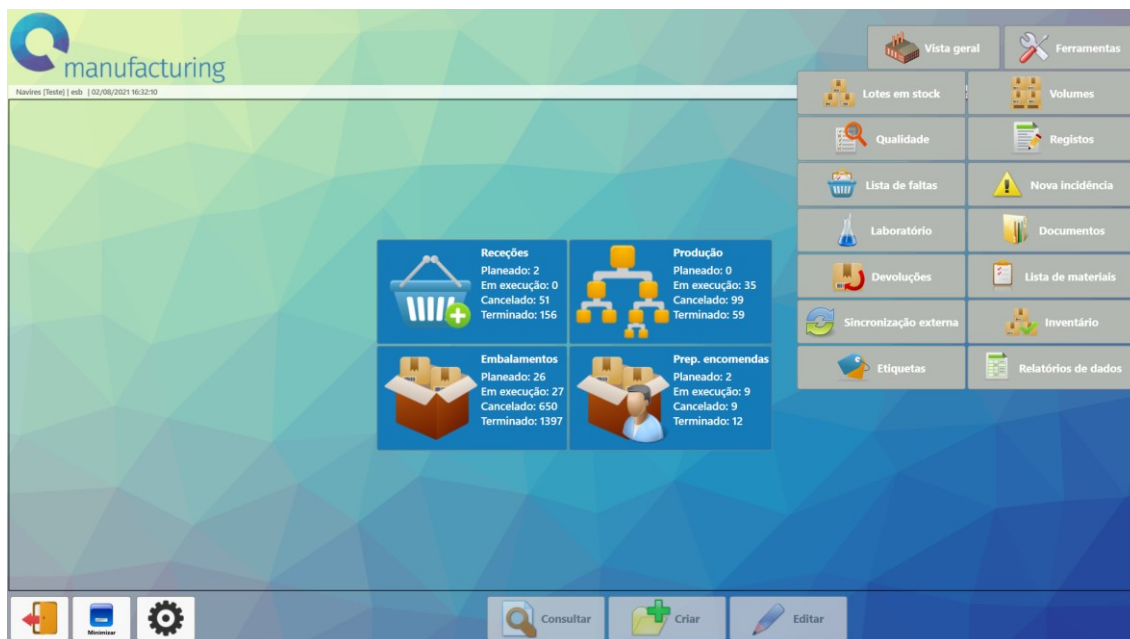 manufacturing
Vista geral
Ferramentas
Navires [Teste] | esb | 02/08/2021 16:32:10
Lotes em stock
Volumes
Qualidade
Registos
Lista de faltas
Nova incidência
Laboratório
Documentos
Devoluções
Lista de materiais
Sincronização externa
Inventário
Etiquetas
Relatórios de dados
Receções
Planeado: 2
Em execução: 0
Cancelado: 51
Terminado: 156
Produção
Planeado: 0
Em execução: 35
Cancelado: 99
Terminado: 59
Embalamentos
Planeado: 26
Em execução: 27
Cancelado: 650
Terminado: 1397
Prep. encomendas
Planeado: 2
Em execução: 9
Cancelado: 9
Terminado: 12
Minimizar
Consultar
Criar
Editar